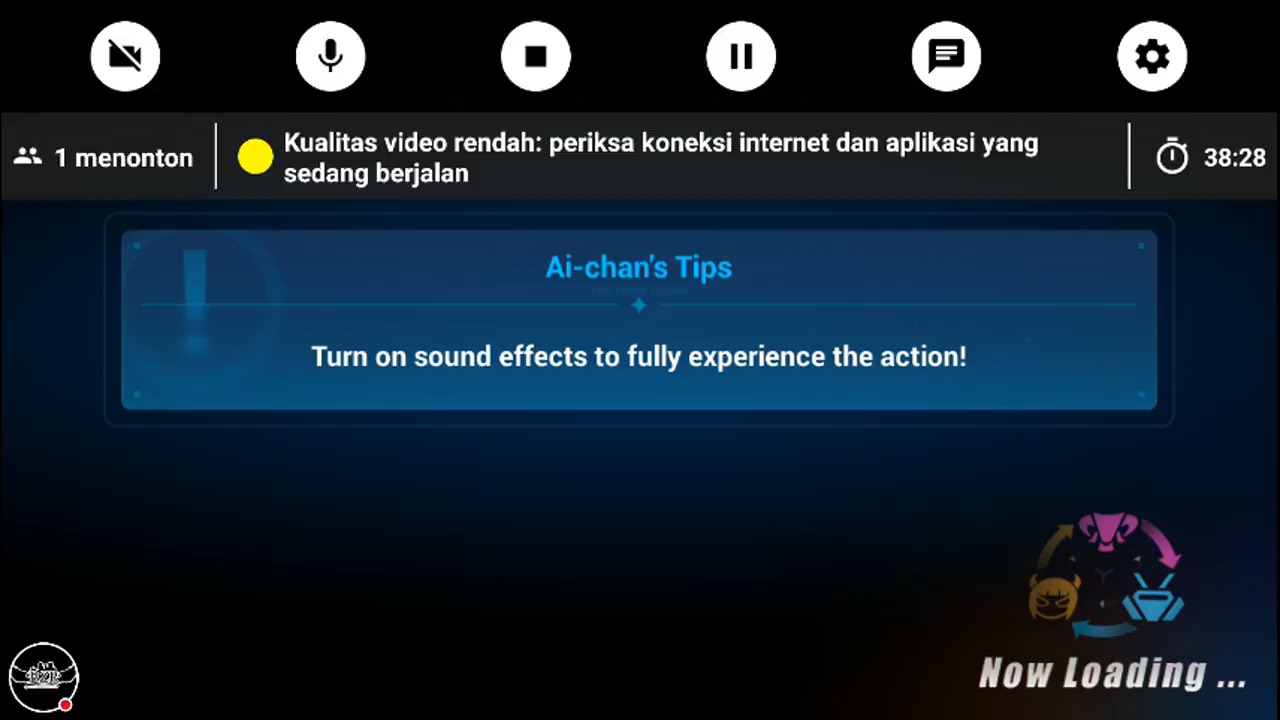 1 menonton
Kualitas video rendah: periksa koneksi internet dan aplikasi yang
sedang berjalan
38:28
Ai-chan's Tips
Turn on sound effects to fully experience the action!
Now Loading ...